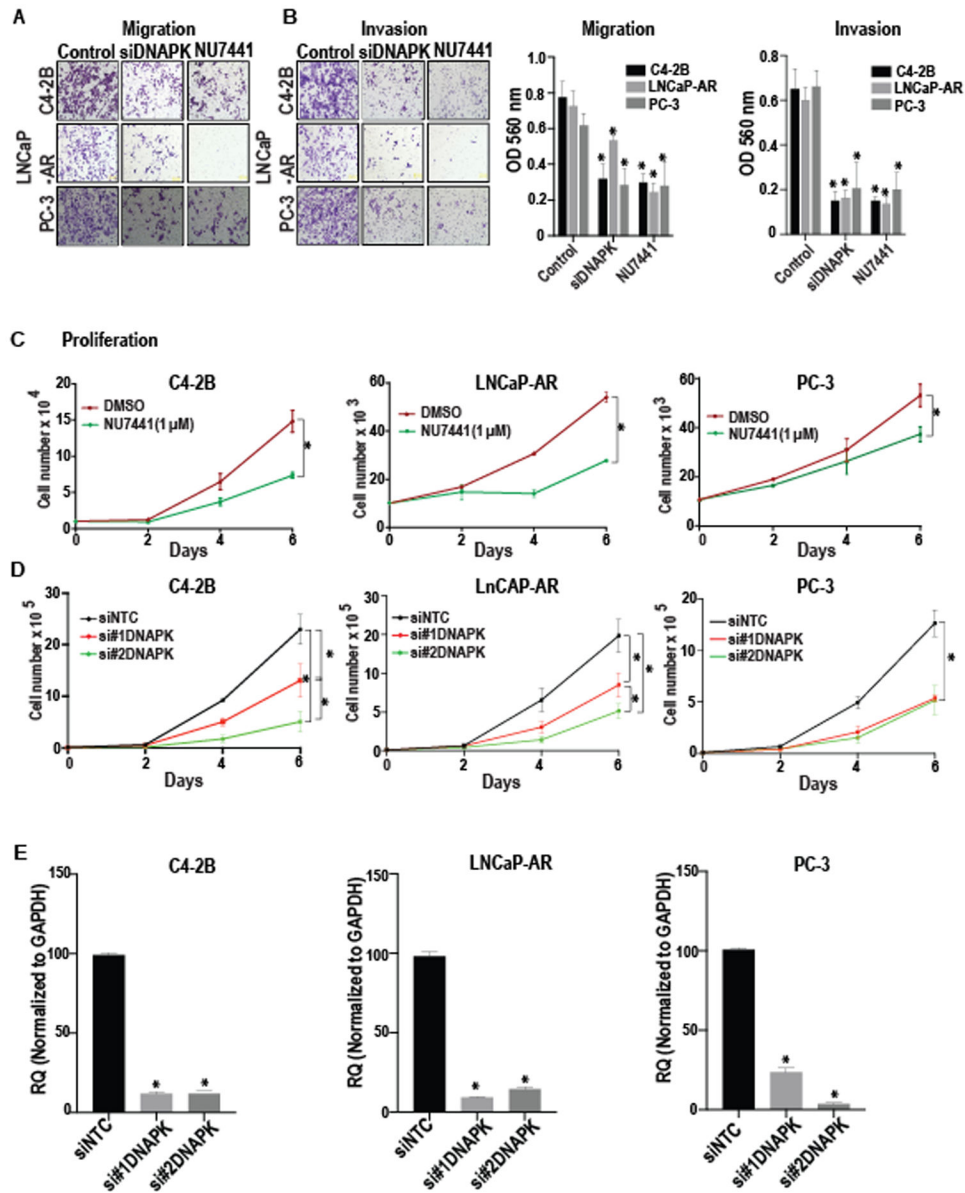 A
Migration
Control siDNAPK NU7441
C4-2B
LNCaP
-AR
PC-3
B
Invasion
Control siDNAPK NU7441
C4-2B
LNCaP
-AR
PC-3
Migration
OD 560 nm
1.0
0.8
0.6
0.4
0.2
0
C4-2B
LNCaP-AR
PC-3
* * *
* * *
Control
siDNAPK
NU7441
Invasion
OD 560 nm
0.8
0.6
0.4
0.2
0
C4-2B
LNCaP-AR
PC-3
* * *
* * *
Control
siDNAPK
NU7441
C Proliferation
C4-2B
Cell number x 10 4
20
15
10
5
0
DMSO
NU7441(1 µM)
*
0 2 4 6
Days
LNCaP-AR
Cell number x 10 3
60
40
20
0
DMSO
NU7441(1 µM)
*
0 2 4 6
Days
PC-3
Cell number x 10 3
60
40
20
0
DMSO
NU7441(1 µM)
*
0 2 4 6
Days
D
C4-2B
Cell number x 10 5
30
20
10
0
siNTC
si#1DNAPK
si#2DNAPK
*
*
*
0 2 4 6
Days
LnCAP-AR
Cell number x 10 5
20
20
10
5
0
siNTC
si#1DNAPK
si#2DNAPK
*
*
*
0 2 4 6
Days
PC-3
Cell number x 10 5
20
10
5
0
siNTC
si#1DNAPK
si#2DNAPK
*
0 2 4 6
Days
E
C4-2B
RQ (Normalized to GAPDH)
150
100
50
0
* *
siNTC
si#1DNAPK
si#2DNAPK
LNCaP-AR
RQ (Normalized to GAPDH)
150
100
50
0
* *
siNTC
si#1DNAPK
si#2DNAPK
PC-3
RQ (Normalized to GAPDH)
150
100
50
0
* *
siNTC
si#1DNAPK
si#2DNAPK